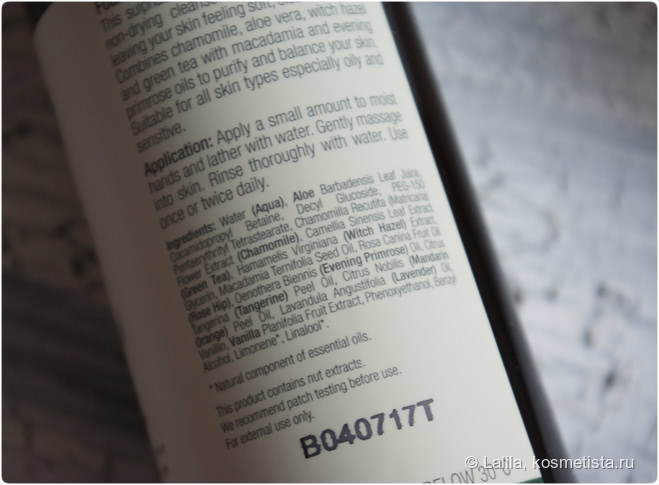 This sulph
non-drying cleans
leaving your skin feeling soft,
Combines chamomile, aloe vera, witch hazel
and green tea with macadamia and evening
primrose oils to purify and balance your skin.
Suitable for all skin types especially oily and
sensitive.
Application: Apply a small amount to moist
hands and lather with water. Gently massage
into skin. Rinse thoroughly with water. Use
once or twice daily.
Ingredients: Water (Aqua), Aloe Barbadensis Leaf Juice,
Cocamidopropyl Betaine, Decyl Glucoside, PEG-150
Pentaerythrityl Tetrastearate, Chamomilla Recutita (Matricaria)
Flower Extract (Chamomile), Camellia Sinensis Leaf Extract
(Green Tea), Hamamelis Virginiana (Witch Hazel) Extract,
Glycerin, Macadamia Ternifolia Seed Oil, Rosa Canina Fruit Oil
(Rose Hip), Oenothera Biennis (Evening Primrose) Oil, Citrus
Tangerina (Tangerine) Peel Oil, Citrus Nobilis (Mandarin
Orange) Peel Oil, Lavandula Angustifolia (Lavender) Oil,
Vanillin, Vanilla Planifolia Fruit Extract, Phenoxyethanol, Benzyl
Alcohol, Limonene*, Linalool*.
* Natural component of essential oils.
This product contains nut extracts.
We recommend patch testing before use.
For external use only.
B040717T
BELOW 30°C
© Lalila, kosmetista.ru